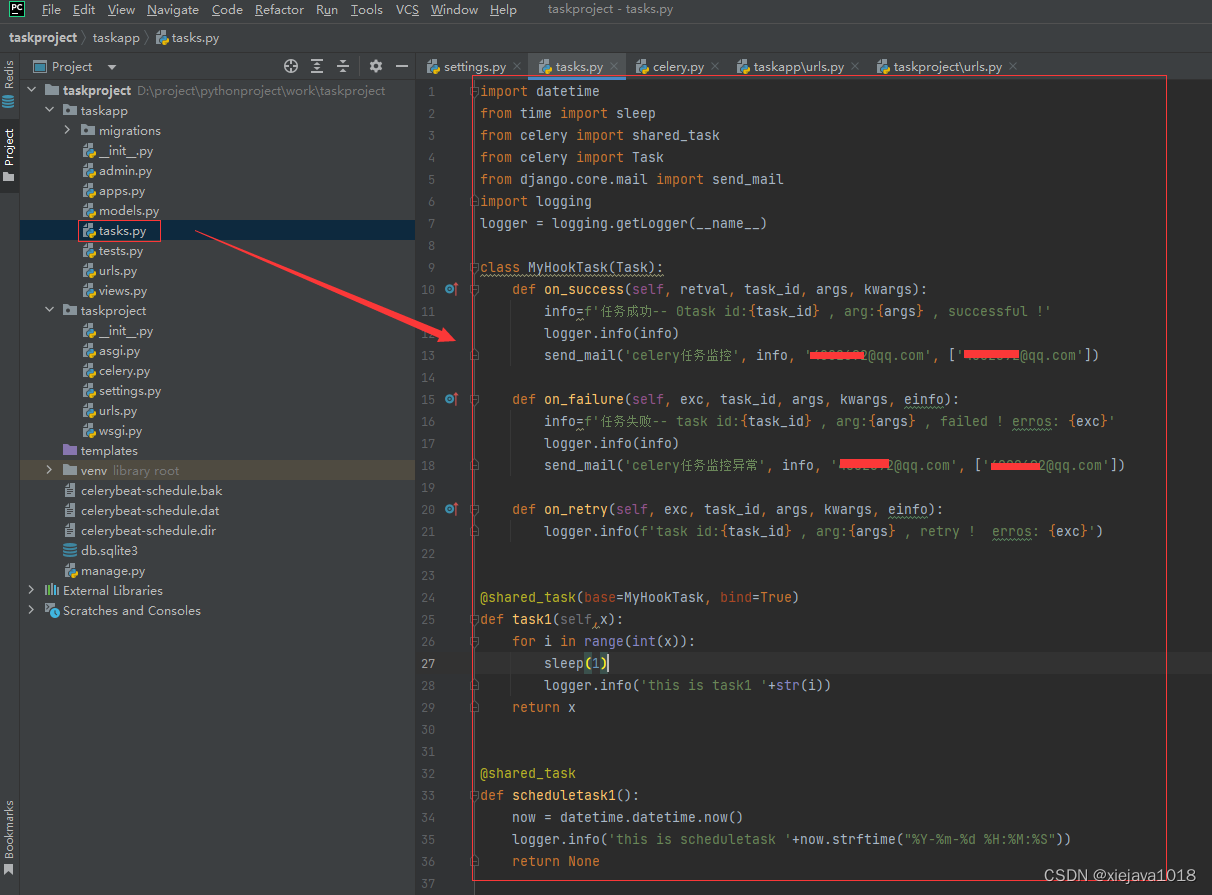 PC File Edit View Navigate Code Refactor Run Tools VCS Window Help taskproject - tasks.py
taskproject taskapp tasks.py
Redis
Project
Bookmarks
Project
taskproject D:\project\pythonproject\work\taskproject
taskapp
migrations
__init__.py
admin.py
apps.py
models.py
tasks.py
tests.py
urls.py
views.py
taskproject
__init__.py
asgi.py
celery.py
settings.py
urls.py
wsgi.py
templates
venv library root
celerybeat-schedule.bak
celerybeat-schedule.dat
celerybeat-schedule.dir
db.sqlite3
manage.py
External Libraries
Scratches and Consoles
settings.py tasks.py celery.py taskapp\urls.py taskproject\urls.py
1 import datetime
2 from time import sleep
3 from celery import shared_task
4 from celery import Task
5 from django.core.mail import send_mail
6 import logging
7 logger = logging.getLogger(__name__)
8
9 class MyHookTask(Task):
10 def on_success(self, retval, task_id, args, kwargs):
11 info=f'任务成功-- 0task id:{task_id} , arg:{args} , successful !'
12 logger.info(info)
13 send_mail('celery任务监控', info, '@qq.com', ['@qq.com'])
14
15 def on_failure(self, exc, task_id, args, kwargs, einfo):
16 info=f'任务失败-- task id:{task_id} , arg:{args} , failed ! erros: {exc}'
17 logger.info(info)
18 send_mail('celery任务监控异常', info, '@qq.com', ['@qq.com'])
19
20 def on_retry(self, exc, task_id, args, kwargs, einfo):
21 logger.info(f'task id:{task_id} , arg:{args} , retry ! erros: {exc}')
22
23
24 @shared_task(base=MyHookTask, bind=True)
25 def task1(self,x):
26 for i in range(int(x)):
27 sleep(1)
28 logger.info('this is task1 '+str(i))
29 return x
30
31
32 @shared_task
33 def scheduletask1():
34 now = datetime.datetime.now()
35 logger.info('this is scheduletask '+now.strftime("%Y-%m-%d %H:%M:%S"))
36 return None
37
CSDN @xiejava1018